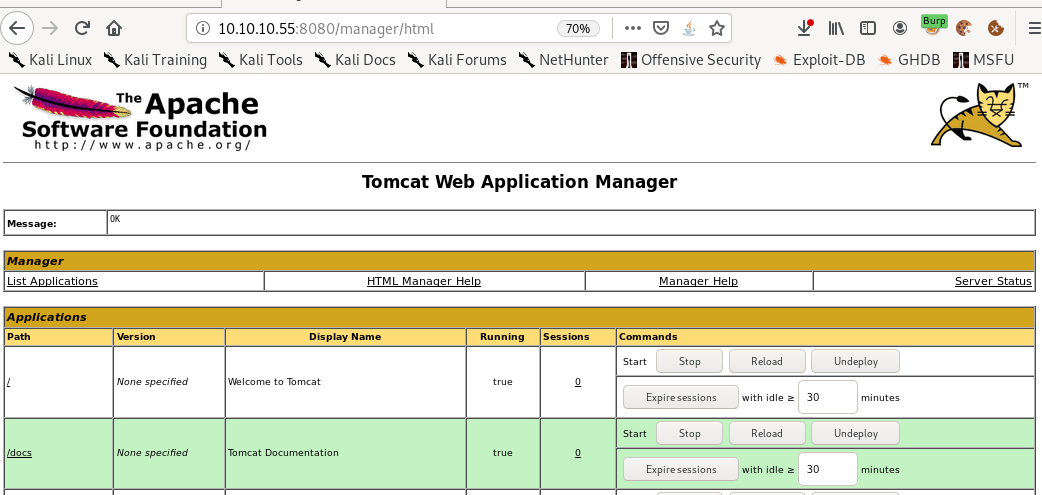 10.10.10.55:8080/manager/html
70%
Burp
Kali Linux Kali Training Kali Tools Kali Docs Kali Forums NetHunter Offensive Security Exploit-DB GHDB MSFU
The Apache
Software Foundation
http://www.apache.org/
TM
Tomcat Web Application Manager
Message: OK
Manager
List Applications HTML Manager Help Manager Help Server Status
Applications
Path Version Display Name Running Sessions Commands
Start Stop Reload Undeploy
/ None specified Welcome to Tomcat true 0
Expire sessions with idle ≥ 30 minutes
Start Stop Reload Undeploy
/docs None specified Tomcat Documentation true 0
Expire sessions with idle ≥ 30 minutes